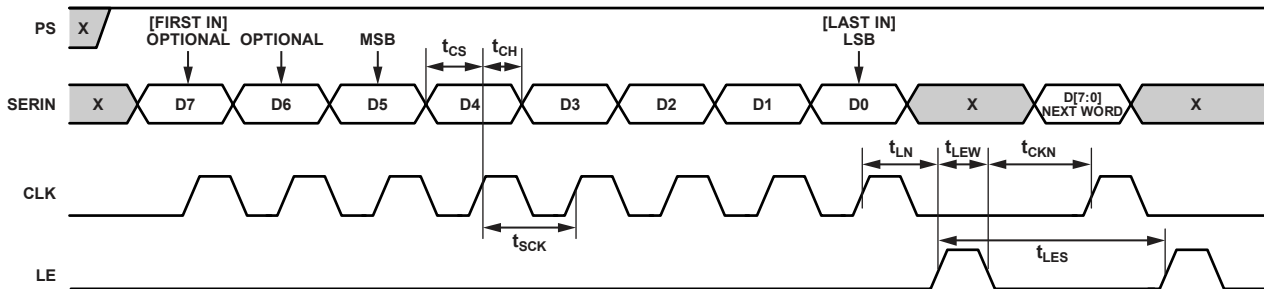 PS X
[FIRST IN] [LAST IN]
OPTIONAL OPTIONAL MSB tCS tCH LSB
SERIN X D7 D6 D5 D4 D3 D2 D1 D0 X D[7:0] X
NEXT WORD
tLN tLEW tCKN
CLK
tSCK
tLES
LE